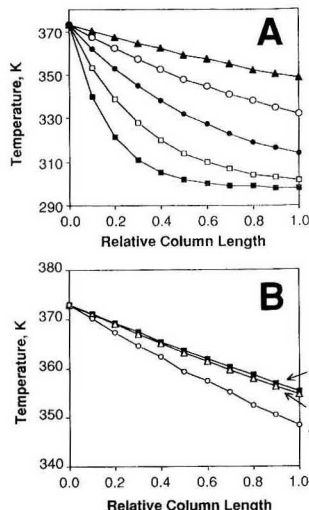 370
350
330
310
290
Temperature, K
A
0.0 0.2 0.4 0.6 0.8 1.0
Relative Column Length
380
370
360
350
340
Temperature, K
B
0.0 0.2 0.4 0.6 0.8 1.0
Relative Column Length